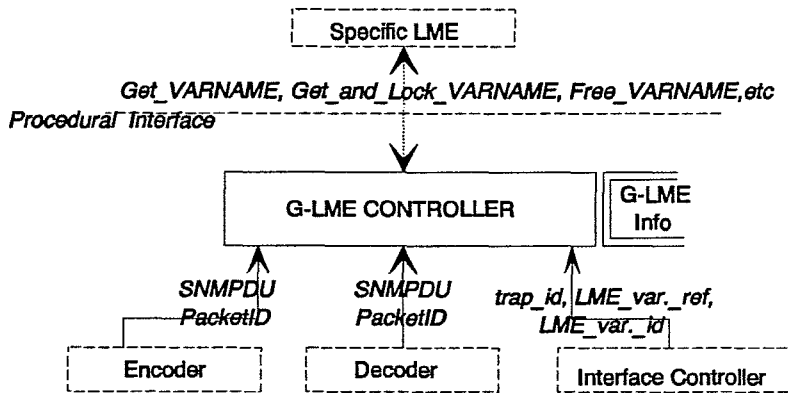 Specific LME
Get_VARNAME, Get_and_Lock_VARNAME, Free_VARNAME,etc
Procedural Interface
G-LME CONTROLLER
G-LME
Info
SNMPDU
PacketID
SNMPDU
PacketID
trap_id, LME_var._ref,
LME_var._id
Encoder
Decoder
Interface Controller